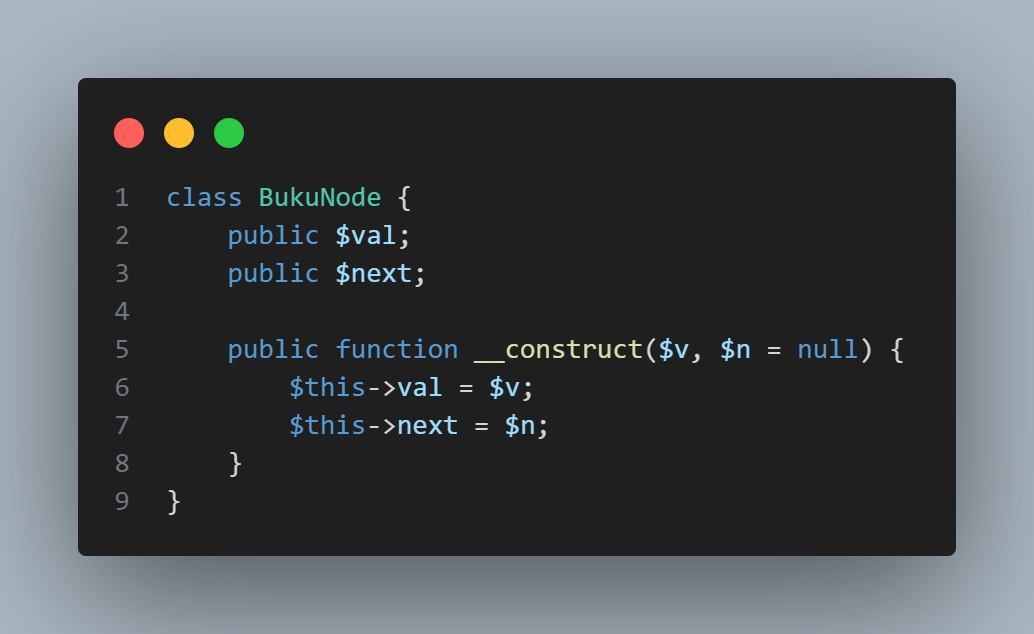 1 class BukuNode {
2     public $val;
3     public $next;
4
5     public function __construct($v, $n = null) {
6         $this->val = $v;
7         $this->next = $n;
8     }
9 }